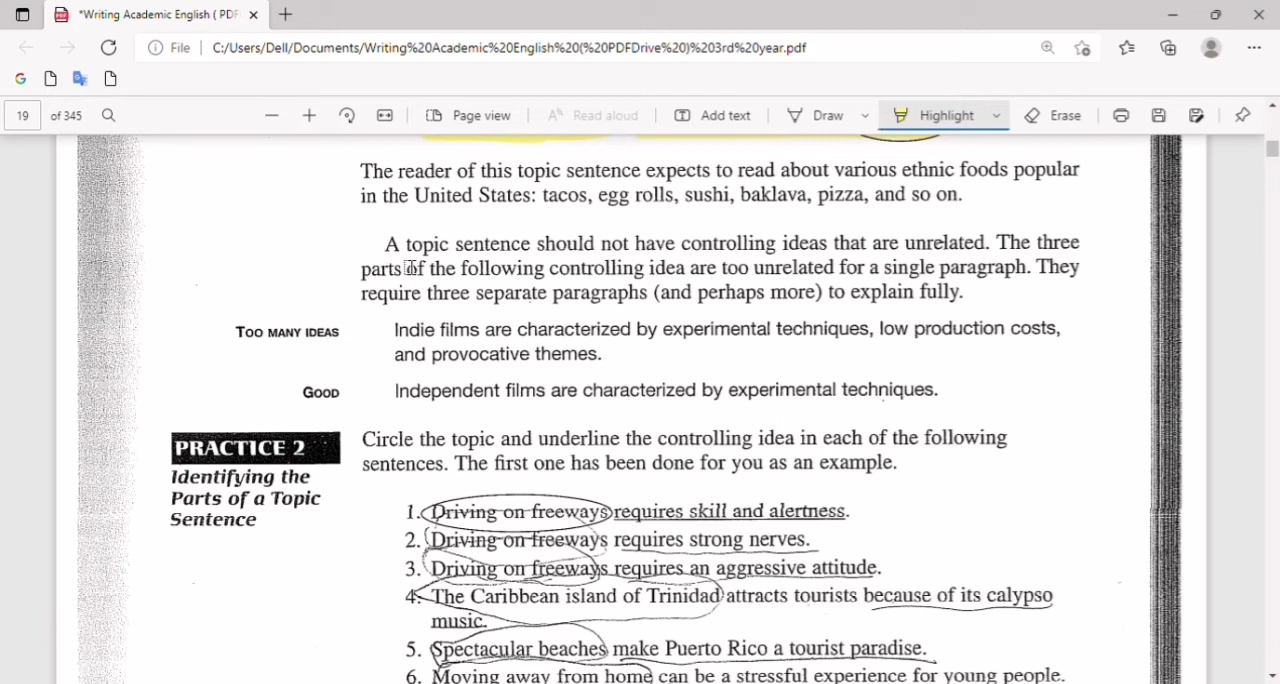 *Writing Academic English ( PDF
File C:/Users/Dell/Documents/Writing%20Academic%20English%20(%20PDFDrive%20)%203rd%20year.pdf
19 of 345 Page view Read aloud Add text Draw Highlight Erase
The reader of this topic sentence expects to read about various ethnic foods popular
in the United States: tacos, egg rolls, sushi, baklava, pizza, and so on.
A topic sentence should not have controlling ideas that are unrelated. The three
parts of the following controlling idea are too unrelated for a single paragraph. They
require three separate paragraphs (and perhaps more) to explain fully.
TOO MANY IDEAS Indie films are characterized by experimental techniques, low production costs,
and provocative themes.
GOOD Independent films are characterized by experimental techniques.
PRACTICE 2
Identifying the
Parts of a Topic
Sentence
Circle the topic and underline the controlling idea in each of the following
sentences. The first one has been done for you as an example.
1. Driving on freeways requires skill and alertness.
2. Driving on freeways requires strong nerves.
3. Driving on freeways requires an aggressive attitude.
4. The Caribbean island of Trinidad attracts tourists because of its calypso
music.
5. Spectacular beaches make Puerto Rico a tourist paradise.
6. Moving away from home can be a stressful experience for young people.